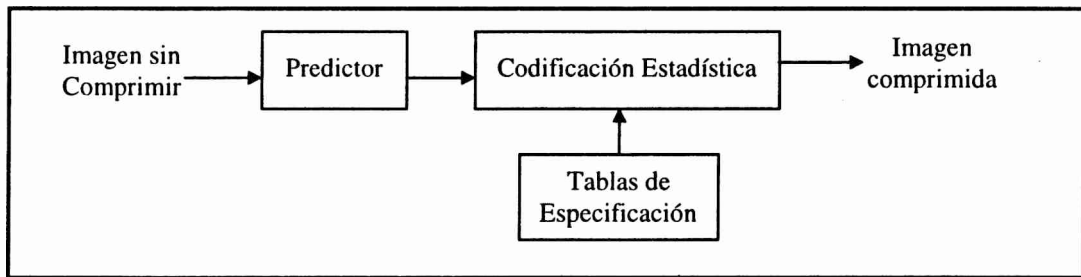 Imagen sin
Comprimir
Predictor
Codificación Estadística
Imagen
comprimida
Tablas de
Especificación